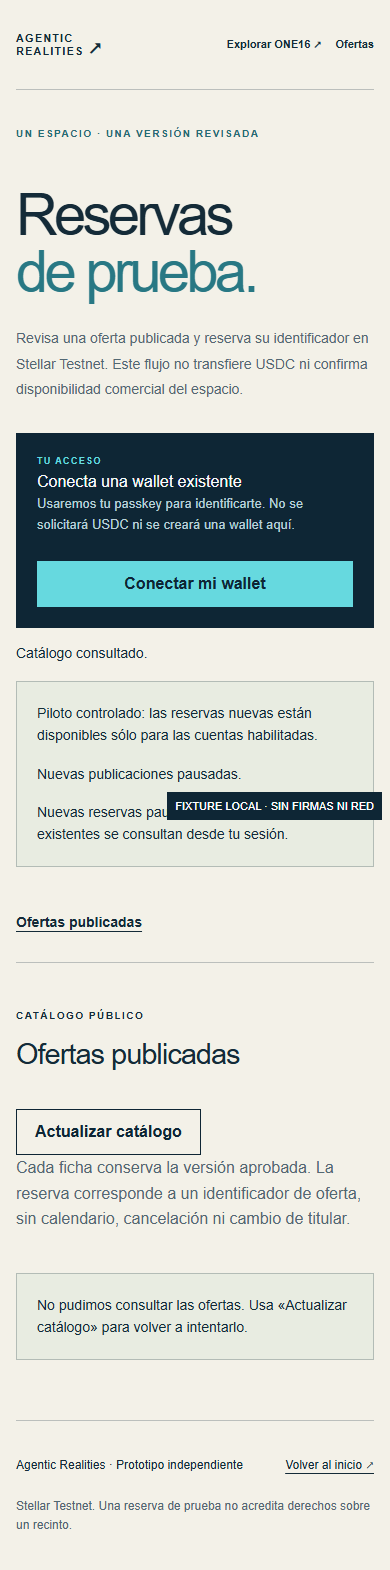 AGENTIC
REALITIES ↗
Explorar ONE16 ↗ Ofertas
UN ESPACIO · UNA VERSIÓN REVISADA
Reservas
de prueba.
Revisa una oferta publicada y reserva su identificador en
Stellar Testnet. Este flujo no transfiere USDC ni confirma
disponibilidad comercial del espacio.
TU ACCESO
Conecta una wallet existente
Usaremos tu passkey para identificarte. No se
solicitará USDC ni se creará una wallet aquí.
Conectar mi wallet
Catálogo consultado.
Piloto controlado: las reservas nuevas están
disponibles sólo para las cuentas habilitadas.
Nuevas publicaciones pausadas.
FIXTURE LOCAL · SIN FIRMAS NI RED
Nuevas reservas
existentes se consultan desde tu sesión.
Ofertas publicadas
CATÁLOGO PÚBLICO
Ofertas publicadas
Actualizar catálogo
Cada ficha conserva la versión aprobada. La
reserva corresponde a un identificador de oferta,
sin calendario, cancelación ni cambio de titular.
No pudimos consultar las ofertas. Usa «Actualizar
catálogo» para volver a intentarlo.
Agentic Realities · Prototipo independiente
Volver al inicio ↗
Stellar Testnet. Una reserva de prueba no acredita derechos sobre
un recinto.